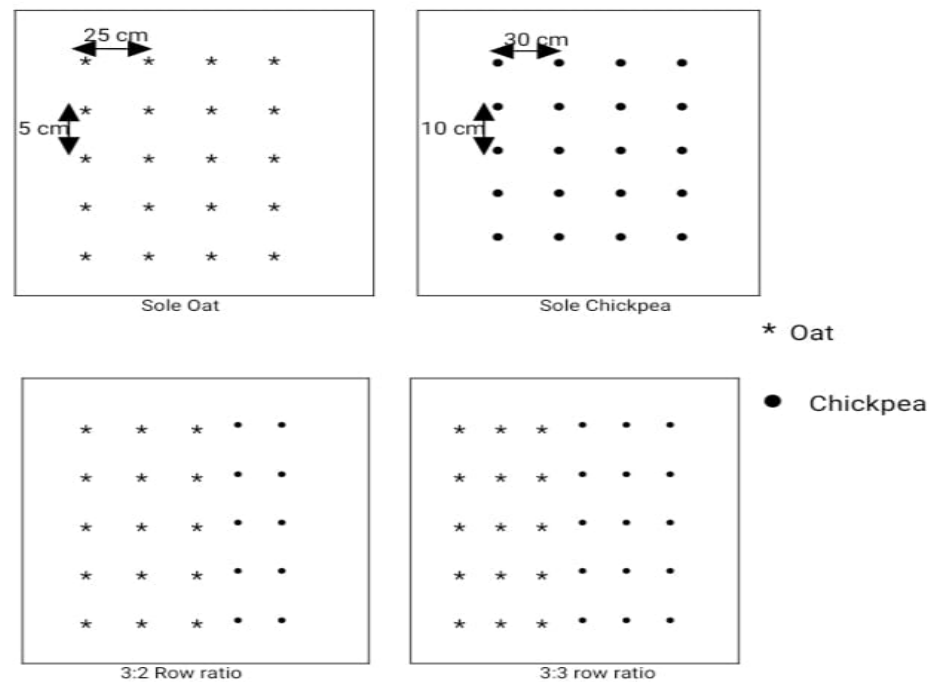 25 cm
30 cm
5 cm
10 cm
Sole Oat
Sole Chickpea
* Oat
● Chickpea
3:2 Row ratio
3:3 row ratio